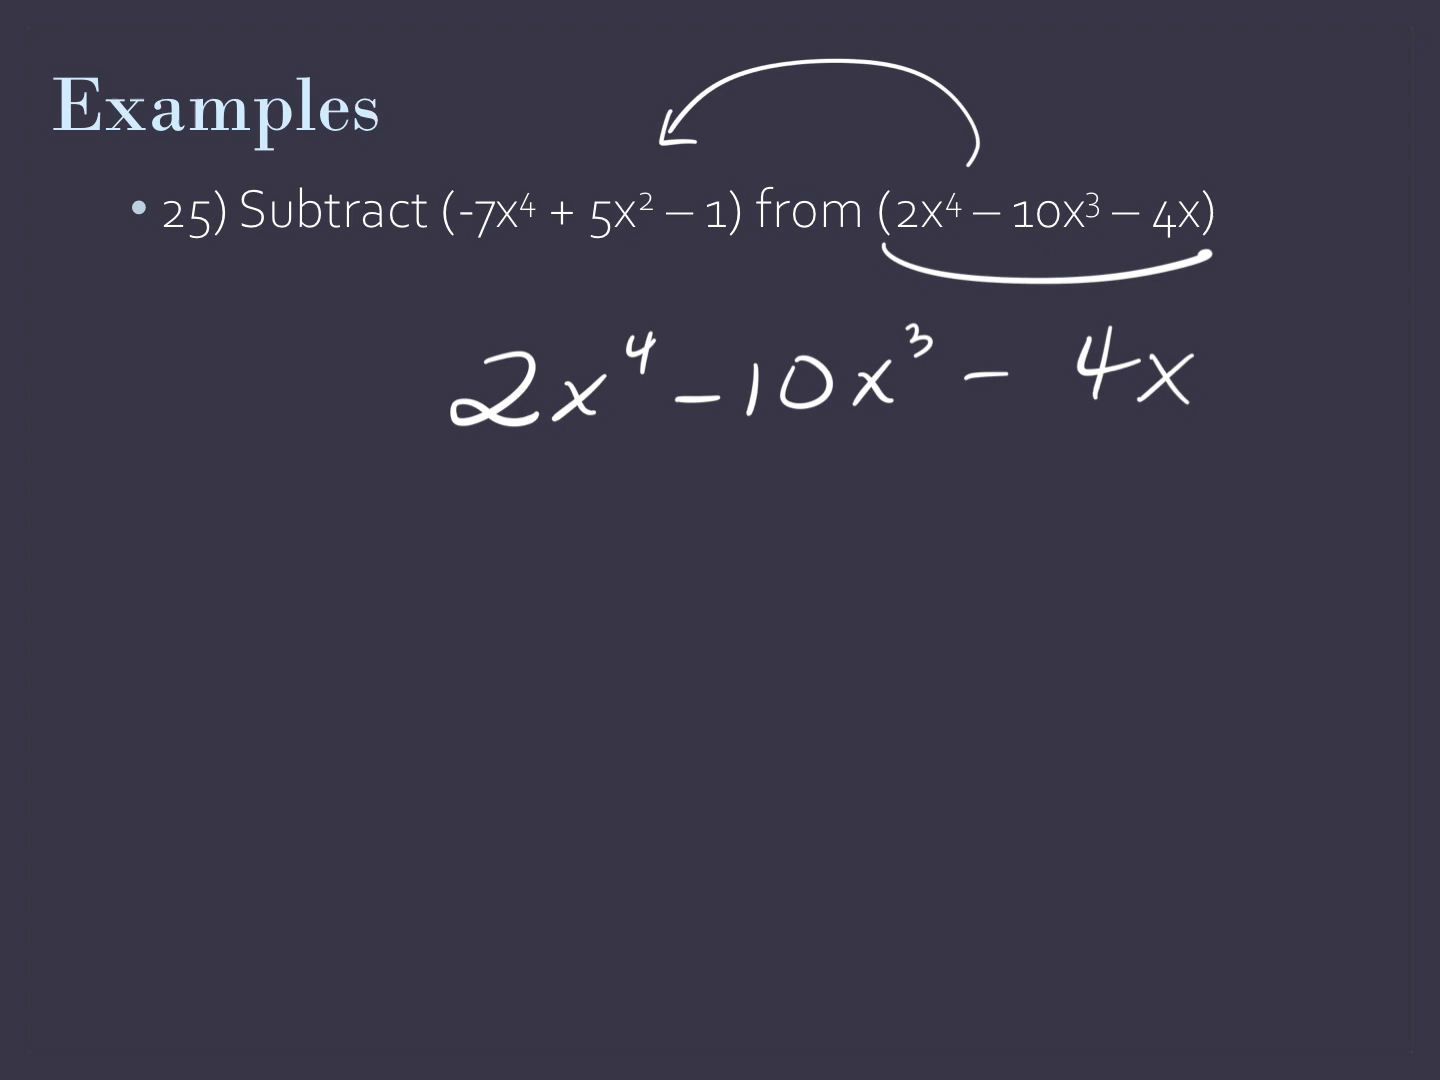 Examples
• 25) Subtract (-7x⁴ + 5x² – 1) from (2x⁴ – 10x³ – 4x)
2x⁴ – 10x³ – 4x